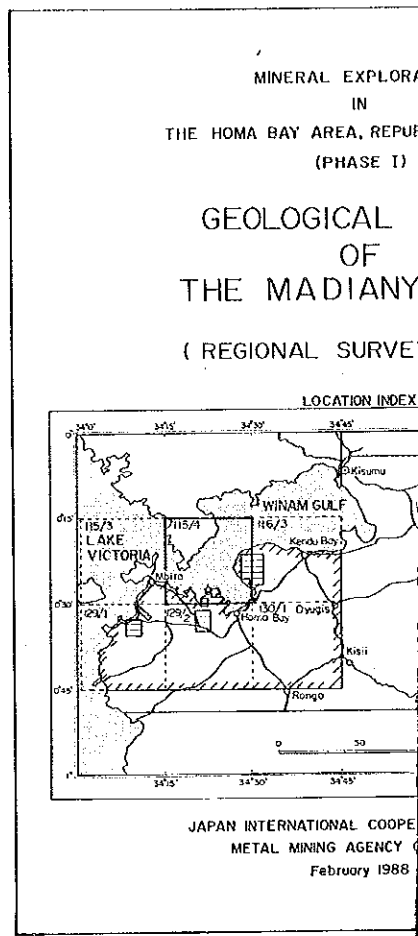 MINERAL EXPLORA
IN
THE HOMA BAY AREA, REPUB
(PHASE I)
GEOLOGICAL
OF
THE MADIANY
( REGIONAL SURVE
LOCATION INDEX
34°0' 34°15' 34°30' 34°45'
0°
Kisumu
WINAM GULF
0°15'
115/3 115/4 116/3
LAKE
VICTORIA
Kendu Bay
Mbita
0°30'
129/1 129/2 130/1 Oyugis
Homa Bay
Kisii
0°45'
Rongo
0 50
1°
34°15' 34°30' 34°45'
JAPAN INTERNATIONAL COOPE
METAL MINING AGENCY
February 1988